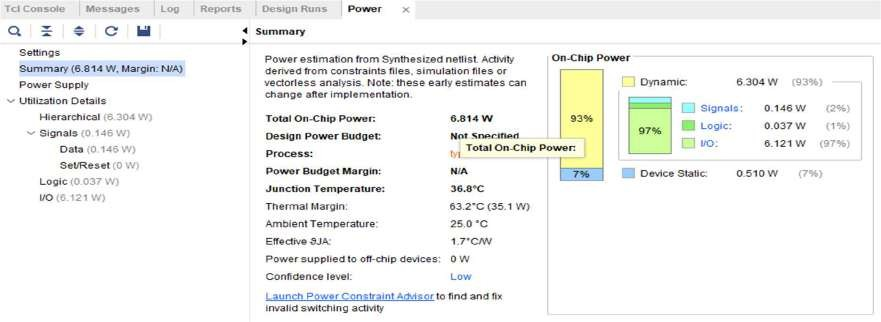 Tcl Console Messages Log Reports Design Runs Power ×
Settings
Summary (6.814 W, Margin: N/A)
Power Supply
Utilization Details
Hierarchical (6.304 W)
Signals (0.146 W)
Data (0.146 W)
Set/Reset (0 W)
Logic (0.037 W)
I/O (6.121 W)
Summary
Power estimation from Synthesized netlist. Activity
derived from constraints files, simulation files or
vectorless analysis. Note: these early estimates can
change after implementation.
Total On-Chip Power: 6.814 W
Design Power Budget: Not Specified
Process:
Total On-Chip Power:
Power Budget Margin: N/A
Junction Temperature: 36.8°C
Thermal Margin: 63.2°C (35.1 W)
Ambient Temperature: 25.0 °C
Effective ϑJA: 1.7°C/W
Power supplied to off-chip devices: 0 W
Confidence level: Low
Launch Power Constraint Advisor to find and fix
invalid switching activity
On-Chip Power
93%
7%
Dynamic: 6.304 W (93%)
97%
Signals: 0.146 W (2%)
Logic: 0.037 W (1%)
I/O: 6.121 W (97%)
Device Static: 0.510 W (7%)